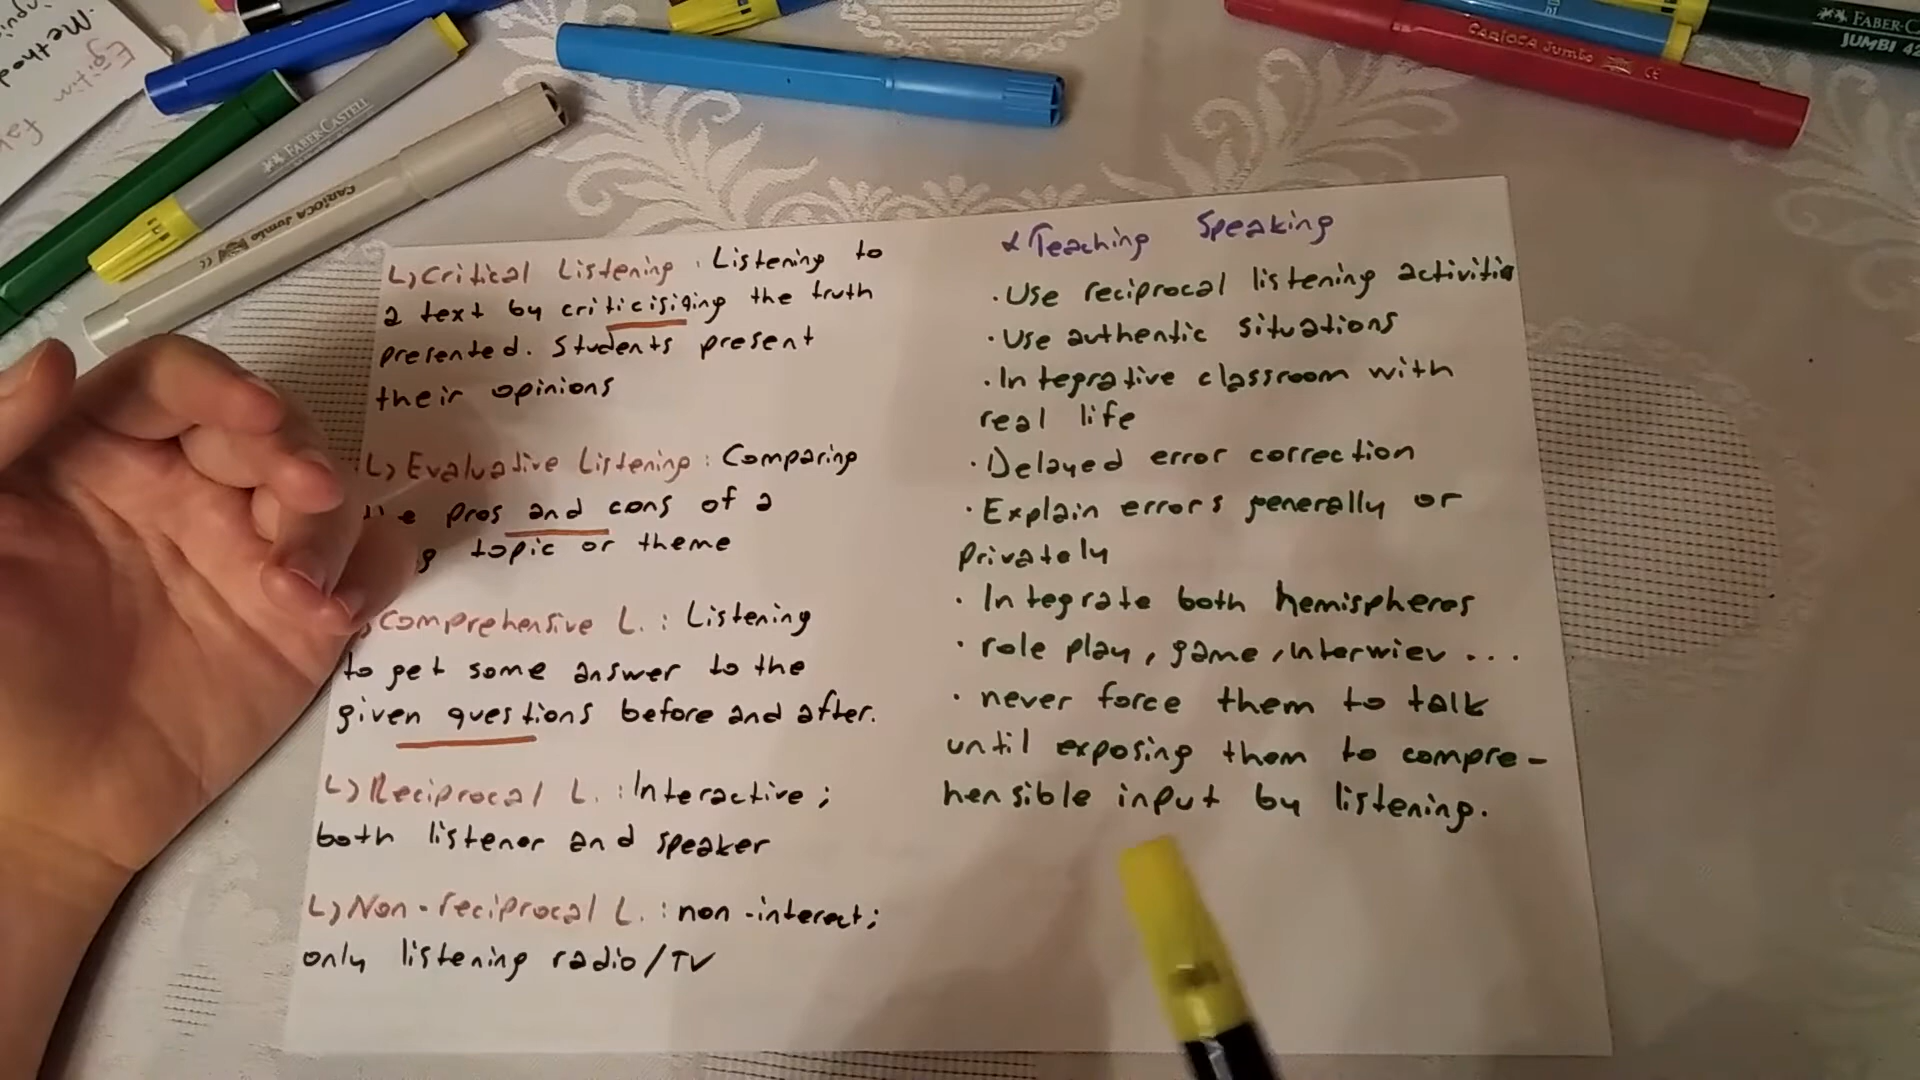 Method
Eğitim
FABER-CASTELL
CARIOCA Jumbo
CARIOCA Jumbo CE
FABER-C
JUMBI 42
L) Critical Listening : Listening to
a text by criticisiging the truth
presented. Students present
their opinions
L) Evaluative Listening : Comparing
pros and cons of a
topic or theme
Comprehensive L. : Listening
to get some answer to the
given questions before and after.
L) Reciprocal L. : Interactive ;
both listener and speaker
L) Non-reciprocal L. : non-interact ;
only listening radio/TV
Teaching Speaking
. Use reciprocal listening activities
. Use authentic situations
. Integrative classroom with
real life
. Delayed error correction
. Explain errors generally or
privately
. Integrate both hemispheres
. role play, game, interwiev ...
. never force them to talk
until exposing them to compre-
hensible input by listening.